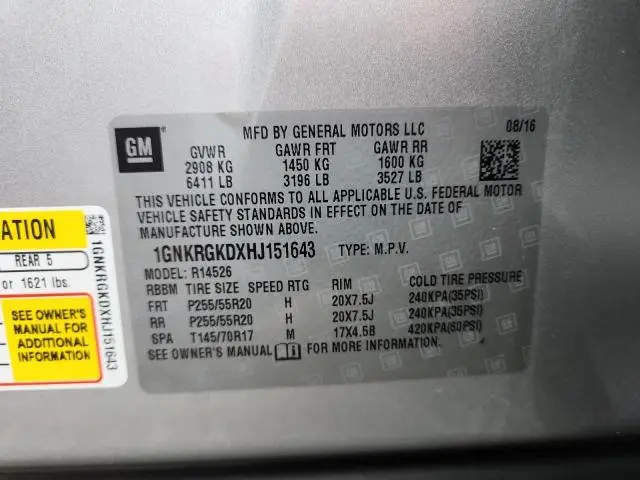 GM
MFD BY GENERAL MOTORS LLC 08/16
GVWR GAWR FRT GAWR RR
2908 KG 1450 KG 1600 KG
6411 LB 3196 LB 3527 LB
THIS VEHICLE CONFORMS TO ALL APPLICABLE U.S. FEDERAL MOTOR
VEHICLE SAFETY STANDARDS IN EFFECT ON THE DATE OF
MANUFACTURE SHOWN ABOVE.
1GNKRGKDXHJ151643 TYPE: M.P.V.
MODEL: R14526
RBBM TIRE SIZE SPEED RTG RIM COLD TIRE PRESSURE
FRT P255/55R20 H 20X7.5J 240KPA(35PSI)
RR P255/55R20 H 20X7.5J 240KPA(35PSI)
SPA T145/70R17 M 17X4.5B 420KPA(60PSI)
SEE OWNER'S MANUAL FOR MORE INFORMATION.
ATION
REAR 5
or 1621 lbs.
SEE OWNER'S
MANUAL FOR
ADDITIONAL
INFORMATION
1GNKRGKDXHJ151643